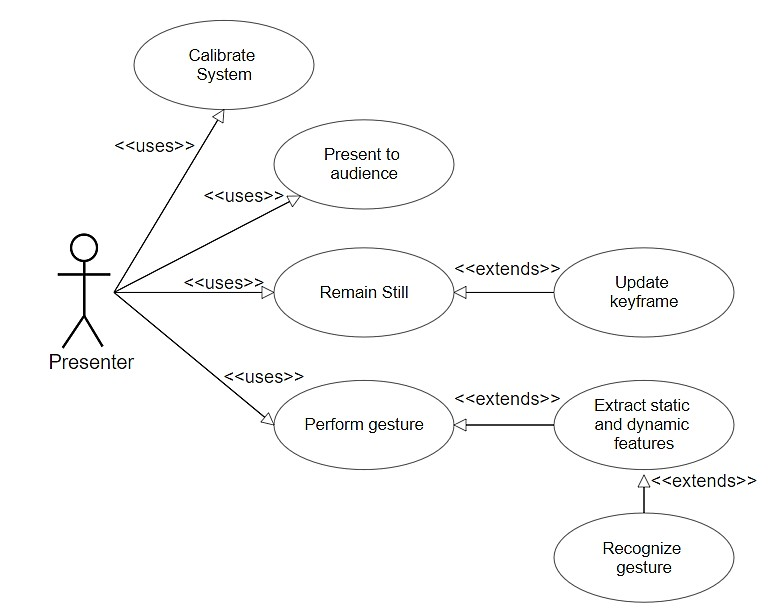 Calibrate
System
<<uses>>
Present to
audience
<<uses>>
<<uses>>
Remain Still
<<extends>>
Update
keyframe
Presenter
<<uses>>
Perform gesture
<<extends>>
Extract static
and dynamic
features
<<extends>>
Recognize
gesture